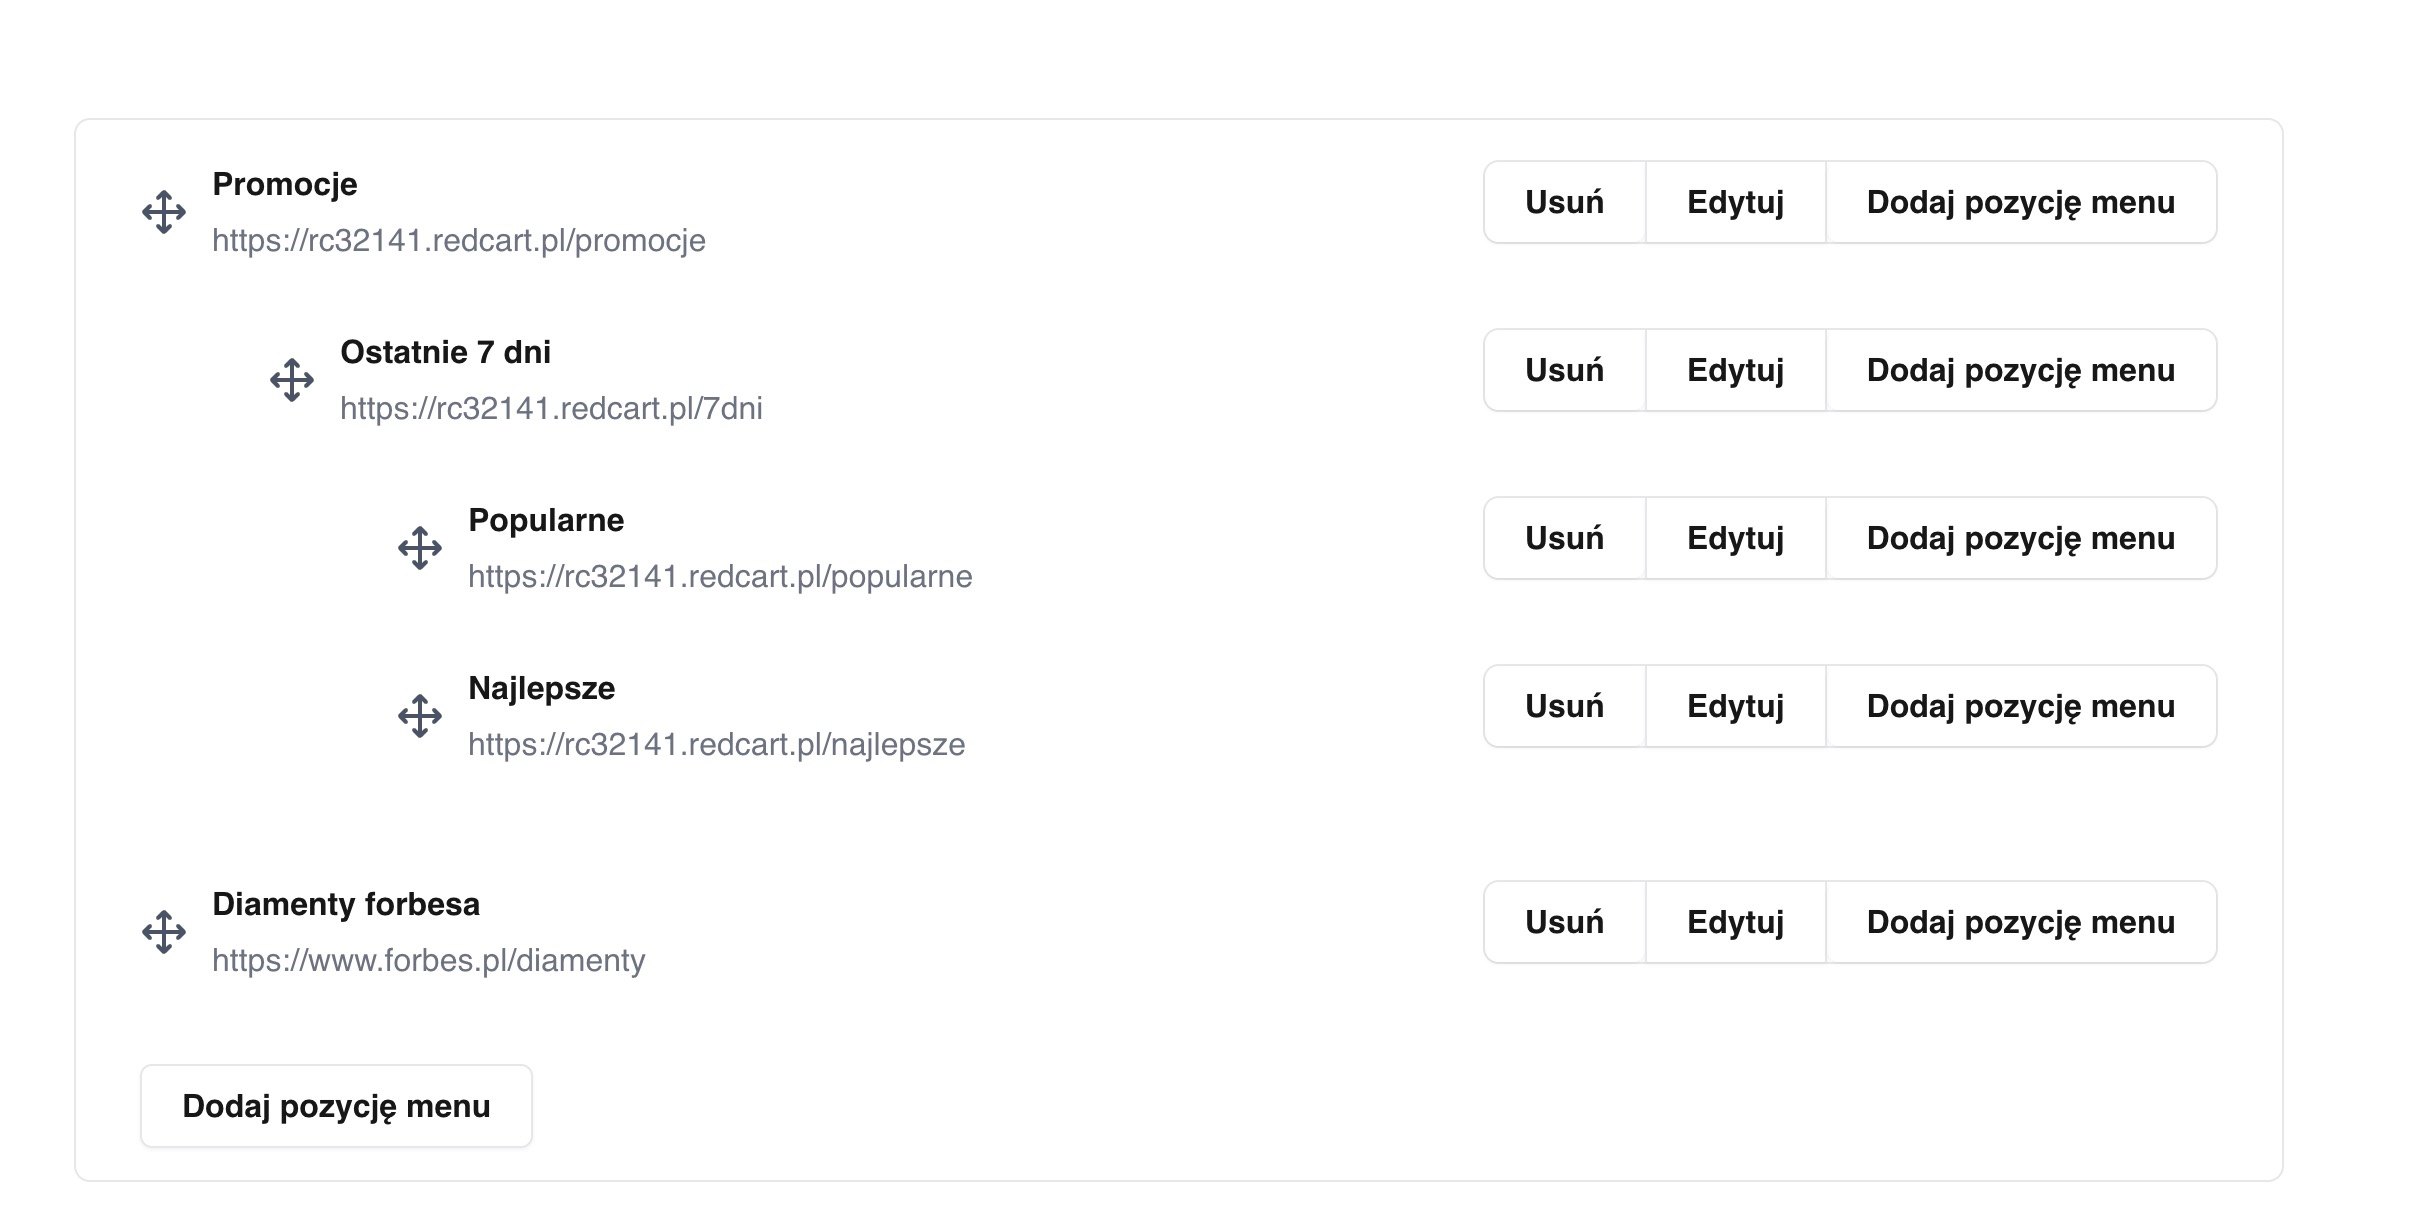 Promocje
https://rc32141.redcart.pl/promocje
Usuń Edytuj Dodaj pozycję menu
Ostatnie 7 dni
https://rc32141.redcart.pl/7dni
Usuń Edytuj Dodaj pozycję menu
Popularne
https://rc32141.redcart.pl/popularne
Usuń Edytuj Dodaj pozycję menu
Najlepsze
https://rc32141.redcart.pl/najlepsze
Usuń Edytuj Dodaj pozycję menu
Diamenty forbesa
https://www.forbes.pl/diamenty
Usuń Edytuj Dodaj pozycję menu
Dodaj pozycję menu